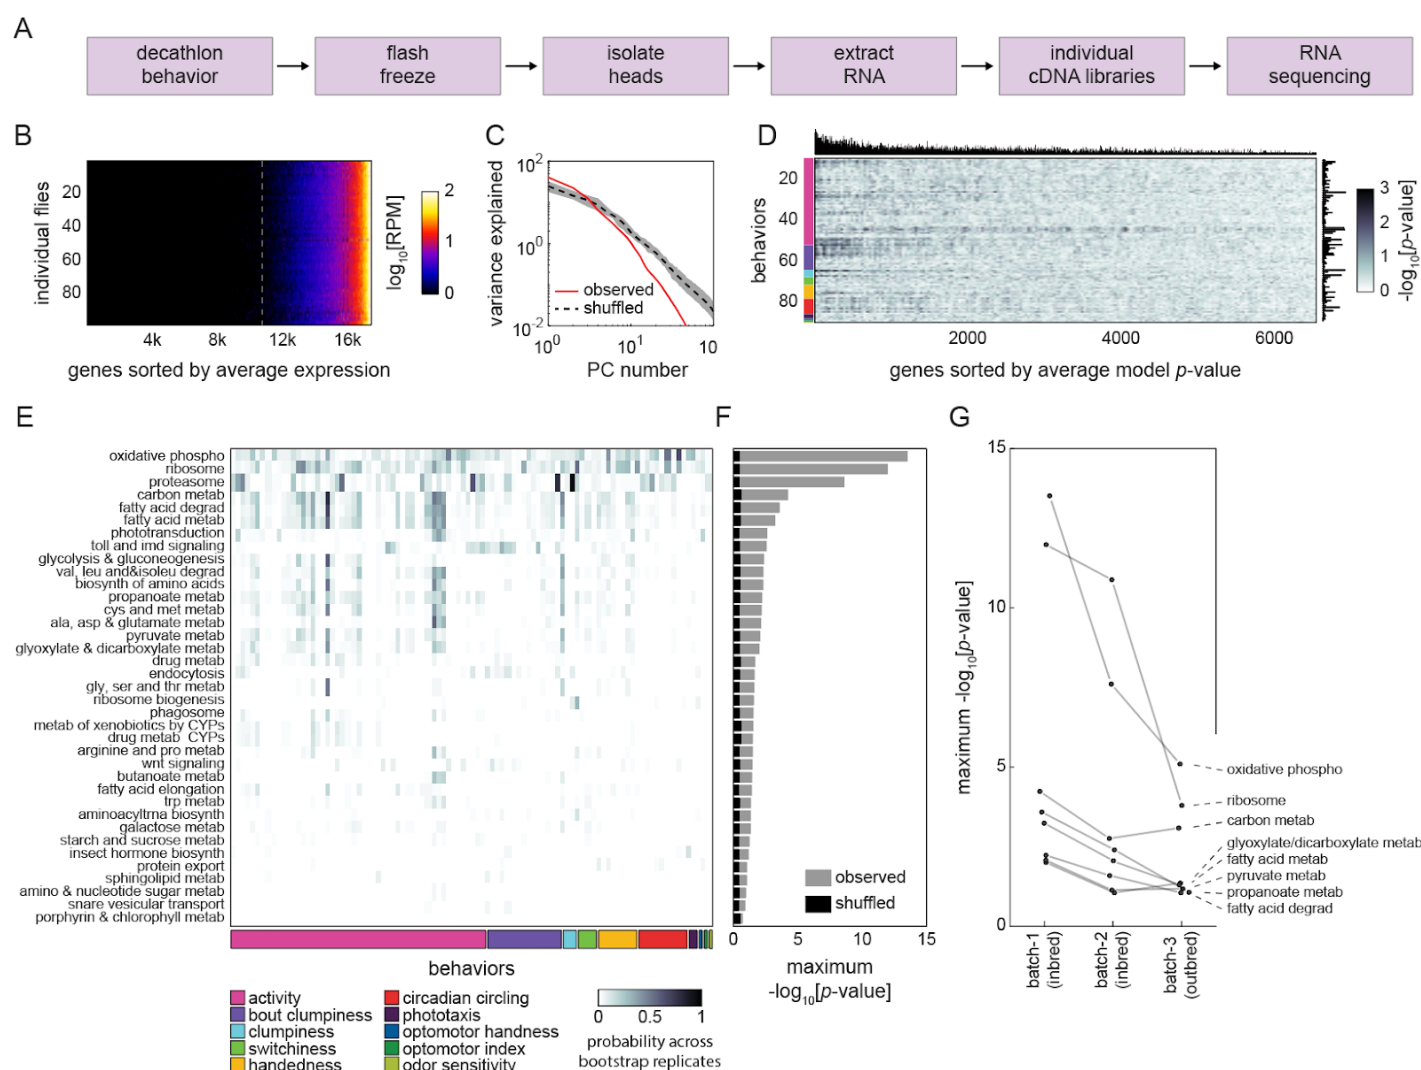 A
decathlon
behavior
flash
freeze
isolate
heads
extract
RNA
individual
cDNA libraries
RNA
sequencing
B
individual flies
20
40
60
80
4k
8k
12k
16k
genes sorted by average expression
2
1
0
log10[RPM]
C
variance explained
10^2
10^0
10^-2
observed
shuffled
10^0
10^1
10
PC number
D
behaviors
20
40
60
80
2000
4000
6000
genes sorted by average model p-value
3
2
1
0
-log10[p-value]
E
oxidative phospho
ribosome
proteasome
carbon metab
fatty acid degrad
fatty acid metab
phototransduction
toll and imd signaling
glycolysis & gluconeogenesis
val, leu and&isoleu degrad
biosynth of amino acids
propanoate metab
cys and met metab
ala, asp & glutamate metab
pyruvate metab
glyoxylate & dicarboxylate metab
drug metab
endocytosis
gly, ser and thr metab
ribosome biogenesis
phagosome
metab of xenobiotics by CYPs
drug metab CYPs
arginine and pro metab
wnt signaling
butanoate metab
fatty acid elongation
trp metab
aminoacyltrna biosynth
galactose metab
starch and sucrose metab
insect hormone biosynth
protein export
sphingolipid metab
amino & nucleotide sugar metab
snare vesicular transport
porphyrin & chlorophyll metab
behaviors
activity
bout clumpiness
clumpiness
switchiness
handedness
circadian circling
phototaxis
optomotor handness
optomotor index
odor sensitivity
0
0.5
1
probability across
bootstrap replicates
F
observed
shuffled
0
5
10
15
maximum
-log10[p-value]
G
maximum -log10[p-value]
15
10
5
0
batch-1
(inbred)
batch-2
(inbred)
batch-3
(outbred)
oxidative phospho
ribosome
carbon metab
glyoxylate/dicarboxylate metab
fatty acid metab
pyruvate metab
propanoate metab
fatty acid degrad